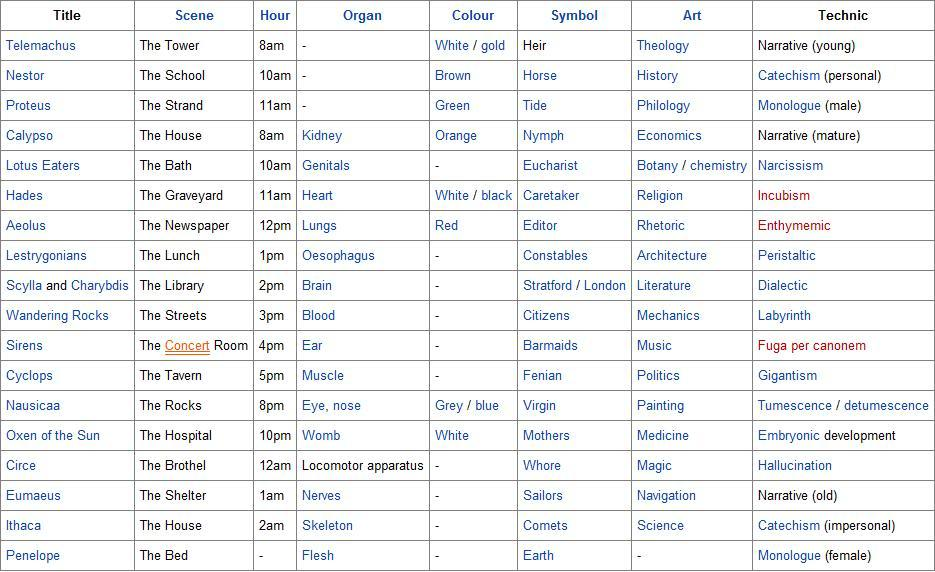 Title Scene Hour Organ Colour Symbol Art Technic
Telemachus The Tower 8am - White / gold Heir Theology Narrative (young)
Nestor The School 10am - Brown Horse History Catechism (personal)
Proteus The Strand 11am - Green Tide Philology Monologue (male)
Calypso The House 8am Kidney Orange Nymph Economics Narrative (mature)
Lotus Eaters The Bath 10am Genitals - Eucharist Botany / chemistry Narcissism
Hades The Graveyard 11am Heart White / black Caretaker Religion Incubism
Aeolus The Newspaper 12pm Lungs Red Editor Rhetoric Enthymemic
Lestrygonians The Lunch 1pm Oesophagus - Constables Architecture Peristaltic
Scylla and Charybdis The Library 2pm Brain - Stratford / London Literature Dialectic
Wandering Rocks The Streets 3pm Blood - Citizens Mechanics Labyrinth
Sirens The Concert Room 4pm Ear - Barmaids Music Fuga per canonem
Cyclops The Tavern 5pm Muscle - Fenian Politics Gigantism
Nausicaa The Rocks 8pm Eye, nose Grey / blue Virgin Painting Tumescence / detumescence
Oxen of the Sun The Hospital 10pm Womb White Mothers Medicine Embryonic development
Circe The Brothel 12am Locomotor apparatus - Whore Magic Hallucination
Eumaeus The Shelter 1am Nerves - Sailors Navigation Narrative (old)
Ithaca The House 2am Skeleton - Comets Science Catechism (impersonal)
Penelope The Bed - Flesh - Earth - Monologue (female)